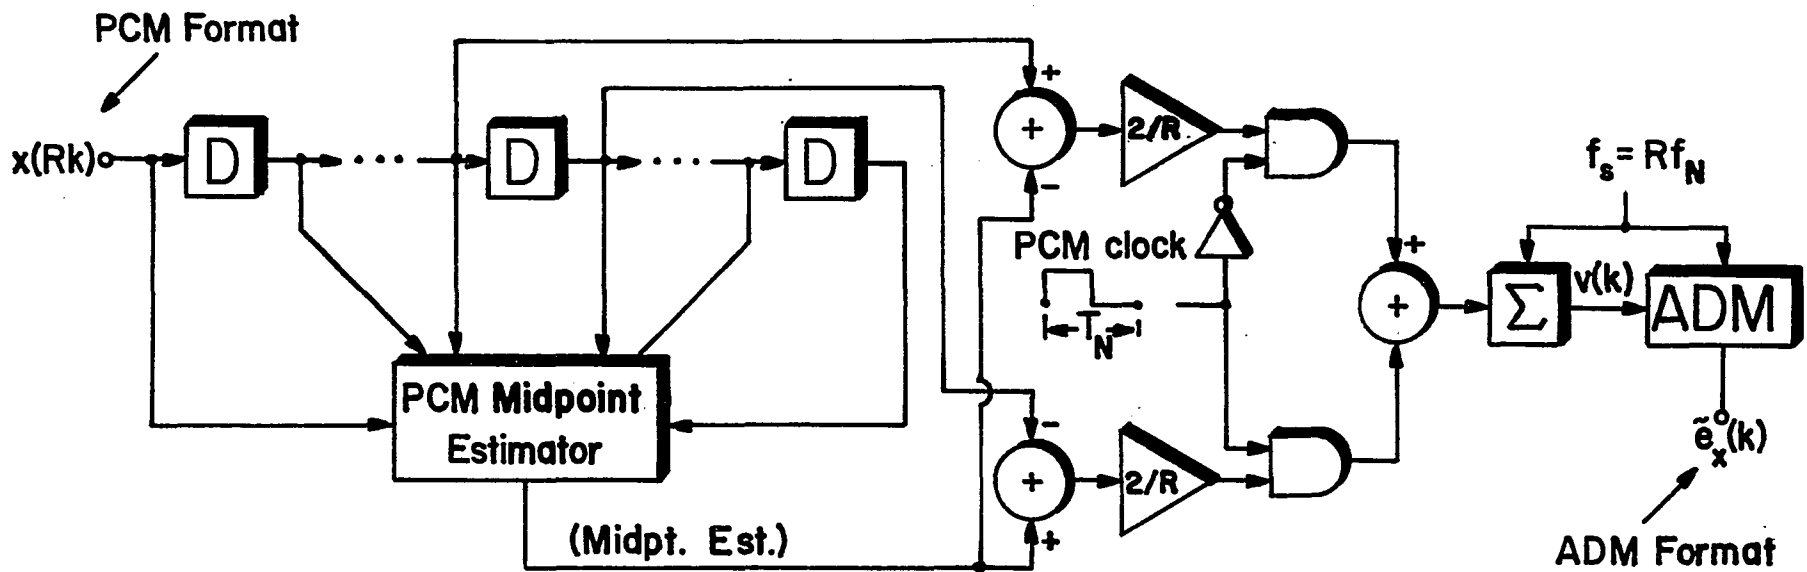 PCM Format
x(Rk)
D
D
D
+
+
-
2/R
f_s = Rf_N
PCM clock
T_N
+
+
Σ
v(k)
ADM
PCM Midpoint
Estimator
-
+
+
2/R
(Midpt. Est.)
ẽ_x(k)
ADM Format